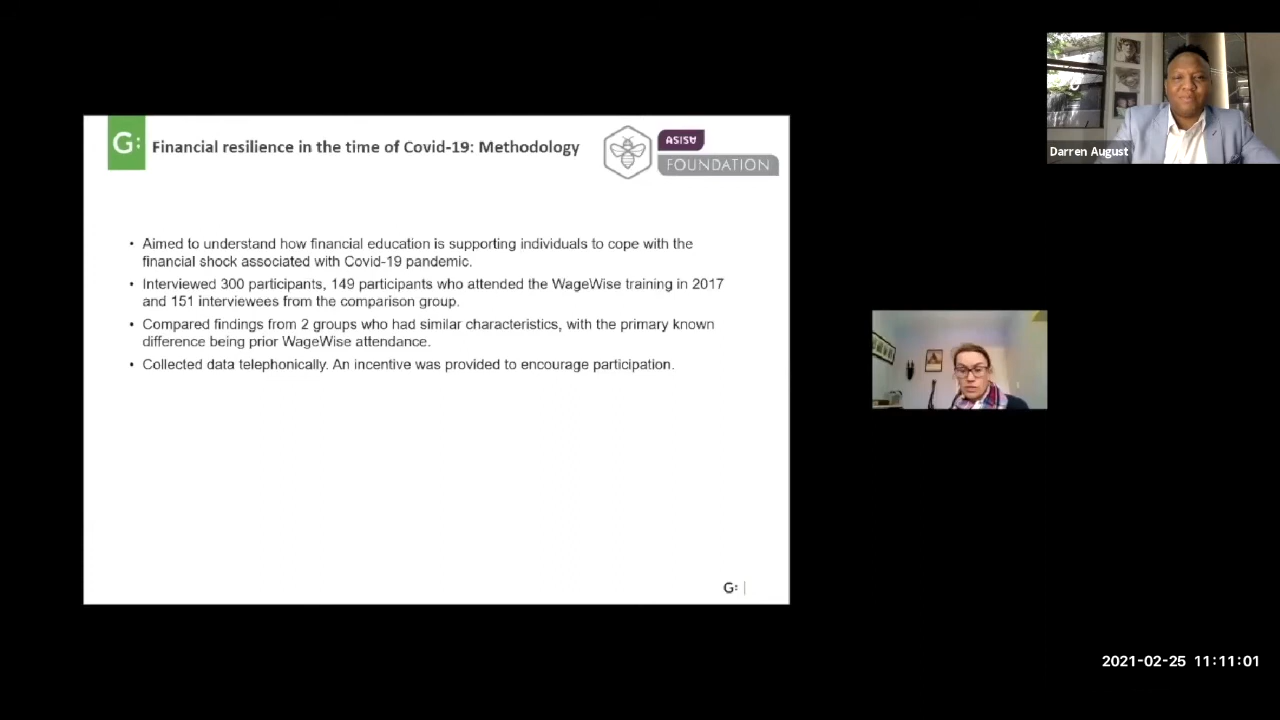 G:
Financial resilience in the time of Covid-19: Methodology
ASISA
FOUNDATION
• Aimed to understand how financial education is supporting individuals to cope with the
financial shock associated with Covid-19 pandemic.
• Interviewed 300 participants, 149 participants who attended the WageWise training in 2017
and 151 interviewees from the comparison group.
• Compared findings from 2 groups who had similar characteristics, with the primary known
difference being prior WageWise attendance.
• Collected data telephonically. An incentive was provided to encourage participation.
G: |
Darren August
2021-02-25 11:11:01